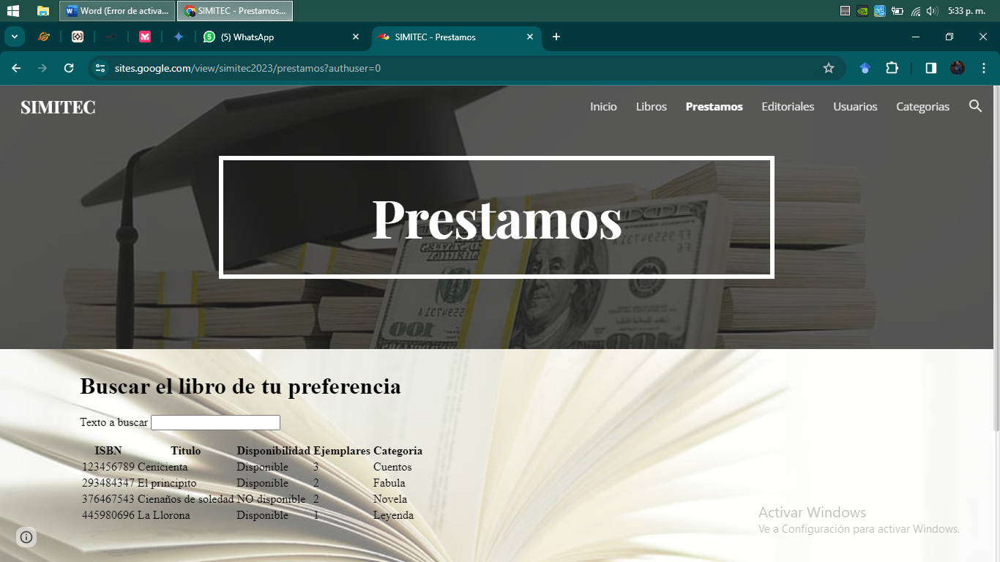 Word (Error de activa...
SIMITEC - Prestamos...
5:33 p. m.
(5) WhatsApp
SIMITEC - Prestamos
sites.google.com/view/simitec2023/prestamos?authuser=0
SIMITEC
Inicio Libros Prestamos Editoriales Usuarios Categorias
Prestamos
Buscar el libro de tu preferencia
Texto a buscar
ISBN Titulo Disponibilidad Ejemplares Categoria
123456789 Cenicienta Disponible 3 Cuentos
293484347 El principito Disponible 2 Fabula
376467543 Cienaños de soledad NO disponible 2 Novela
445980696 La Llorona Disponible 1 Leyenda
Activar Windows
Ve a Configuración para activar Windows.